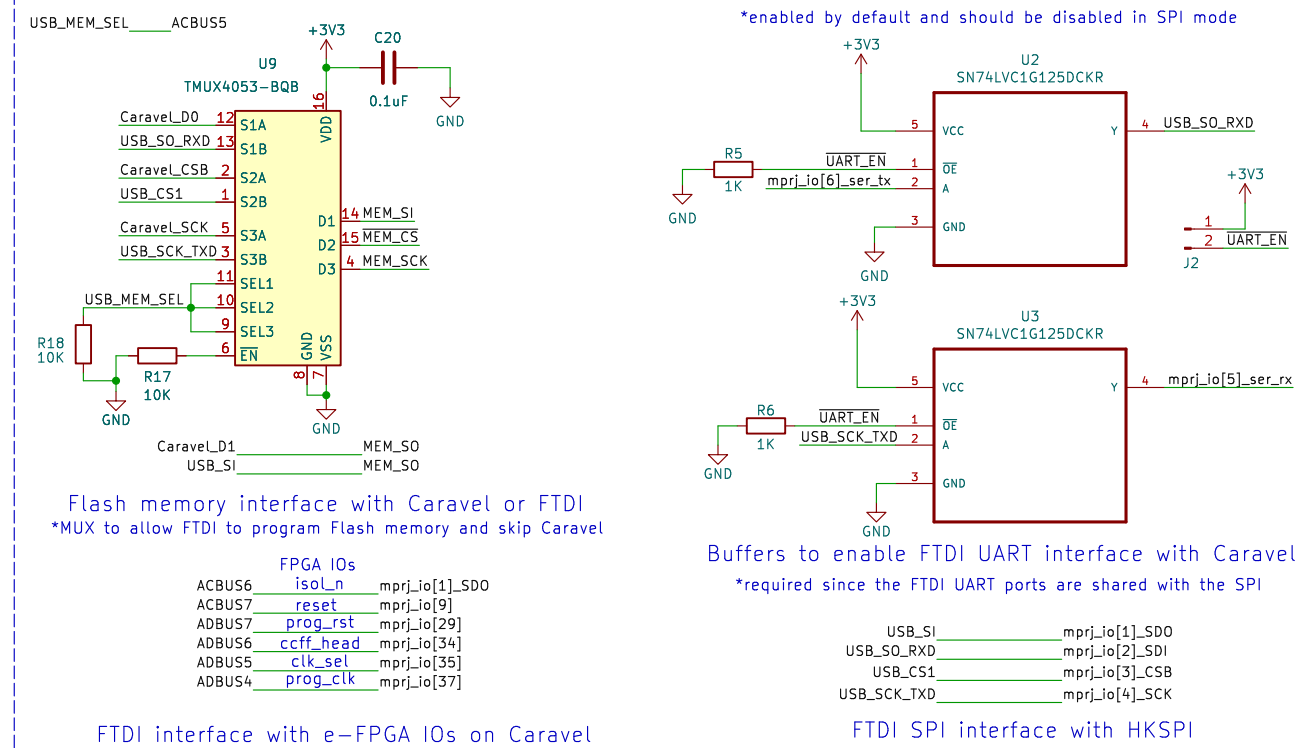 USB_MEM_SEL ACBUS5
+3V3
C20
0.1uF
GND
U9
TMUX4053-BQB
16
VDD
Caravel_D0 12 S1A
USB_SO_RXD 13 S1B
Caravel_CSB 2 S2A
USB_CS1 1 S2B
Caravel_SCK 5 S3A
USB_SCK_TXD 3 S3B
11 SEL1
USB_MEM_SEL 10 SEL2
9 SEL3
6 EN
D1 14 MEM_SI
D2 15 MEM_CS
D3 4 MEM_SCK
R18
10K
R17
10K
GND
GND VSS
8 7
GND
Caravel_D1 MEM_SO
USB_SI MEM_SO
Flash memory interface with Caravel or FTDI
*MUX to allow FTDI to program Flash memory and skip Caravel
FPGA IOs
ACBUS6 isol_n mprj_io[1]_SDO
ACBUS7 reset mprj_io[9]
ADBUS7 prog_rst mprj_io[29]
ADBUS6 ccff_head mprj_io[34]
ADBUS5 clk_sel mprj_io[35]
ADBUS4 prog_clk mprj_io[37]
FTDI interface with e-FPGA IOs on Caravel
*enabled by default and should be disabled in SPI mode
+3V3
U2
SN74LVC1G125DCKR
5 VCC
Y 4 USB_SO_RXD
R5
1K
GND
UART_EN 1 OE
mprj_io[6]_ser_tx 2 A
3 GND
GND
+3V3
1
2 UART_EN
J2
+3V3
U3
SN74LVC1G125DCKR
5 VCC
Y 4 mprj_io[5]_ser_rx
R6
1K
GND
UART_EN 1 OE
USB_SCK_TXD 2 A
3 GND
GND
Buffers to enable FTDI UART interface with Caravel
*required since the FTDI UART ports are shared with the SPI
USB_SI mprj_io[1]_SDO
USB_SO_RXD mprj_io[2]_SDI
USB_CS1 mprj_io[3]_CSB
USB_SCK_TXD mprj_io[4]_SCK
FTDI SPI interface with HKSPI